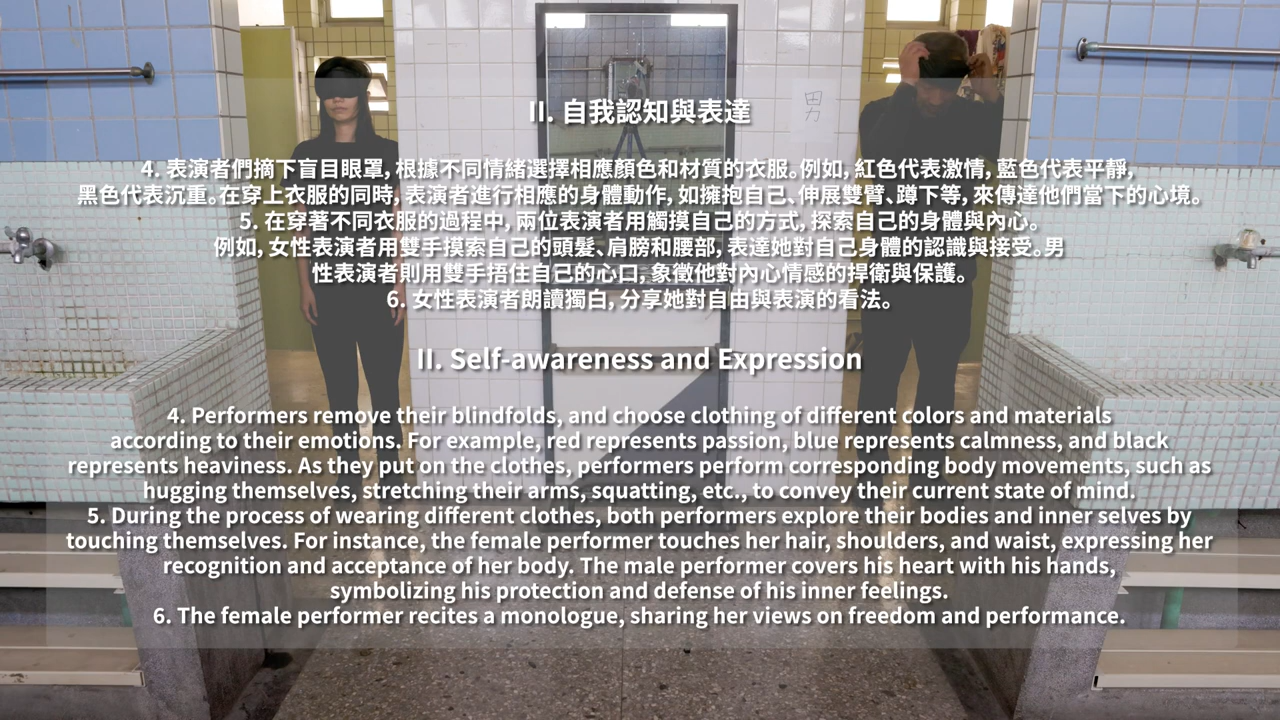 II. 自我認知與表達
4. 表演者們摘下盲目眼罩, 根據不同情緒選擇相應顏色和材質的衣服。例如, 紅色代表激情, 藍色代表平靜,
黑色代表沉重。在穿上衣服的同時, 表演者進行相應的身體動作, 如擁抱自己、伸展雙臂、蹲下等, 來傳達他們當下的心境。
5. 在穿著不同衣服的過程中, 兩位表演者用觸摸自己的方式, 探索自己的身體與內心。
例如, 女性表演者用雙手摸索自己的頭髮、肩膀和腰部, 表達她對自己身體的認識與接受。男
性表演者則用雙手捂住自己的心口, 象徵他對內心情感的捍衛與保護。
6. 女性表演者朗讀獨白, 分享她對自由與表演的看法。
II. Self-awareness and Expression
4. Performers remove their blindfolds, and choose clothing of different colors and materials
according to their emotions. For example, red represents passion, blue represents calmness, and black
represents heaviness. As they put on the clothes, performers perform corresponding body movements, such as
hugging themselves, stretching their arms, squatting, etc., to convey their current state of mind.
5. During the process of wearing different clothes, both performers explore their bodies and inner selves by
touching themselves. For instance, the female performer touches her hair, shoulders, and waist, expressing her
recognition and acceptance of her body. The male performer covers his heart with his hands,
symbolizing his protection and defense of his inner feelings.
6. The female performer recites a monologue, sharing her views on freedom and performance.
男